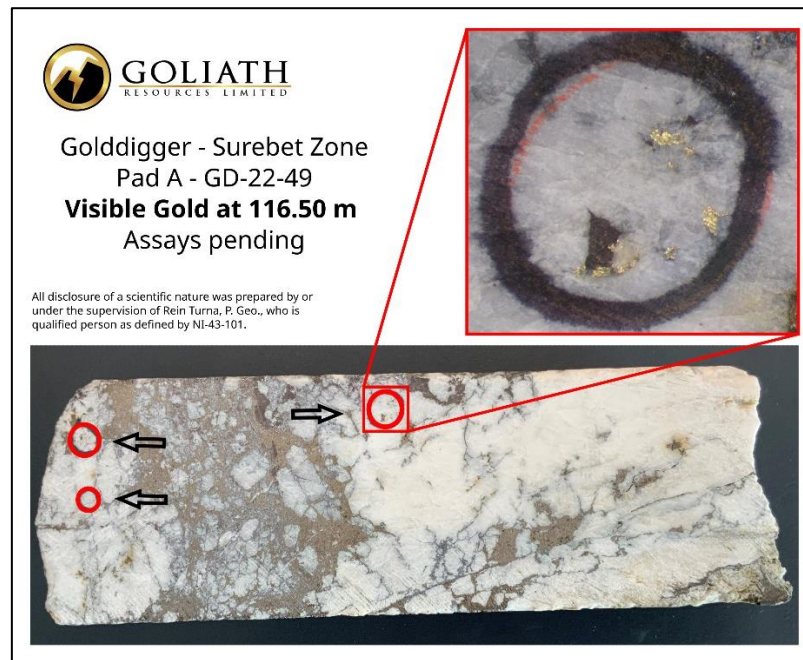 GOLIATH
RESOURCES LIMITED
Golddigger - Surebet Zone
Pad A - GD-22-49
Visible Gold at 116.50 m
Assays pending
All disclosure of a scientific nature was prepared by or
under the supervision of Rein Turna, P. Geo., who is
qualified person as defined by NI-43-101.